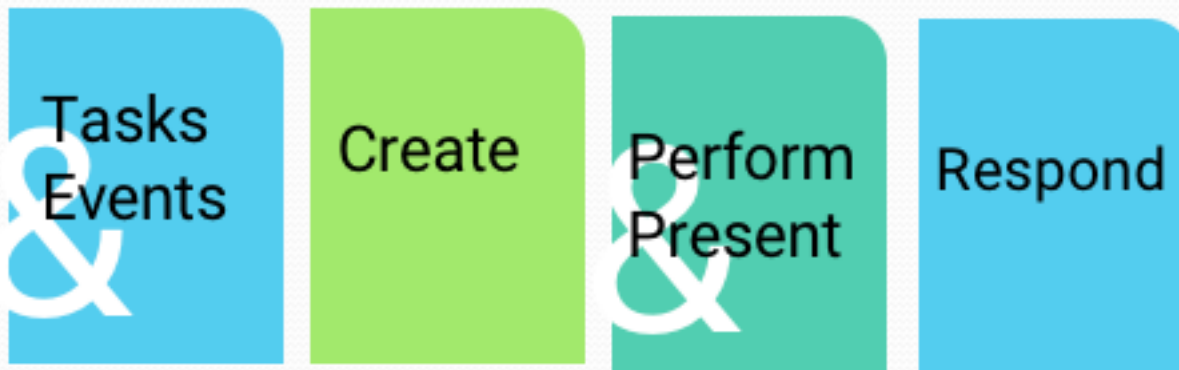 Tasks
& Events
Create
Perform
& Present
Respond